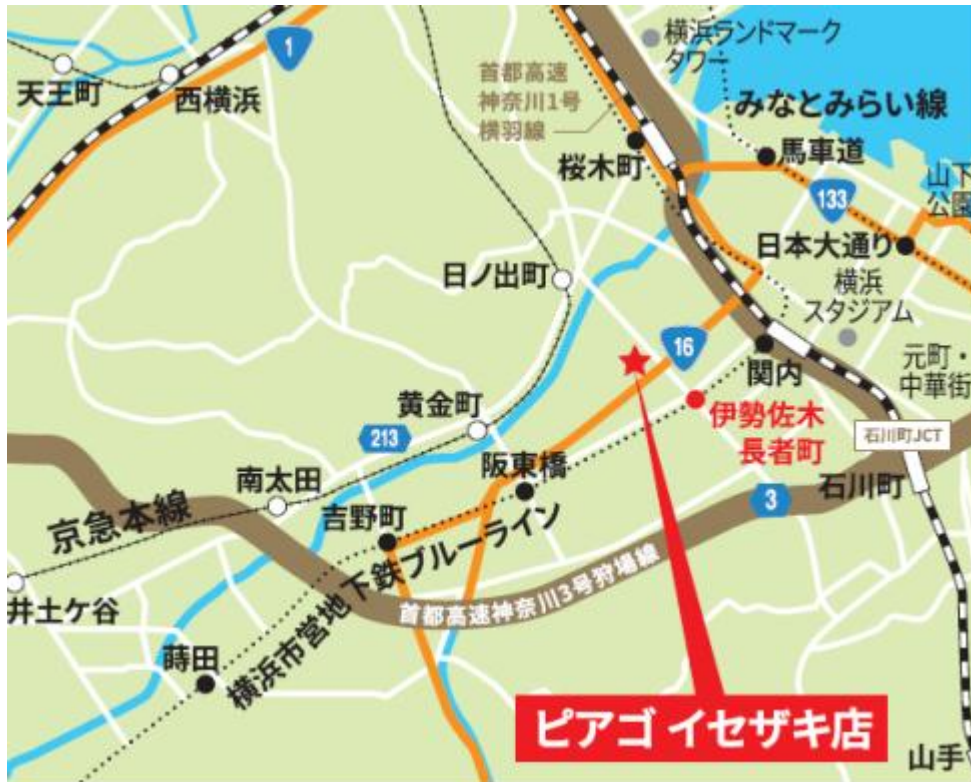 1
横浜ランドマーク
タワー
天王町
西横浜
首都高速
神奈川1号
横羽線
みなとみらい線
桜木町
馬車道
山下
公園
133
日本大通り
日ノ出町
横浜
スタジアム
16
関内
元町・
中華街
黄金町
伊勢佐木
長者町
213
石川町JCT
阪東橋
南太田
3
石川町
吉野町
京急本線
横浜市営地下鉄ブルーライン
首都高速神奈川3号狩場線
井土ケ谷
蒔田
ピアゴ イセザキ店
山手